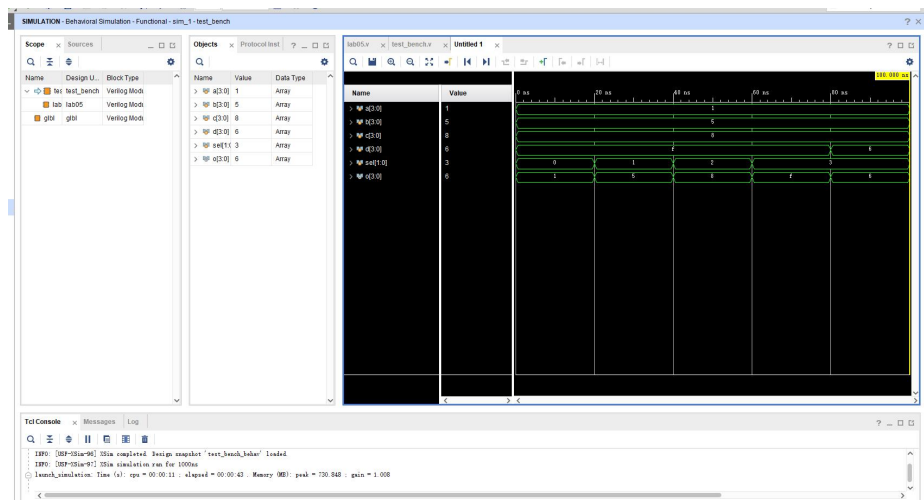 SIMULATION - Behavioral Simulation - Functional - sim_1 - test_bench
Scope Sources
Name Design U... Block Type
tes test_bench Verilog Modu
lab lab05 Verilog Modu
glbl glbl Verilog Modu
Objects Protocol Inst
Name Value Data Type
a[3:0] 1 Array
b[3:0] 5 Array
c[3:0] 8 Array
d[3:0] 6 Array
sel[1:0] 3 Array
o[3:0] 6 Array
lab05.v test_bench.v Untitled 1
100.000 ns
Name Value
0 ns 20 ns 40 ns 60 ns 80 ns
a[3:0] 1 1
b[3:0] 5 5
c[3:0] 8 8
d[3:0] 6 f 6
sel[1:0] 3 0 1 2 3
o[3:0] 6 1 5 8 f 6
Tcl Console Messages Log
INFO: [USF-XSim-96] XSim completed. Design snapshot 'test_bench_behav' loaded.
INFO: [USF-XSim-97] XSim simulation ran for 1000ns
launch_simulation: Time (s): cpu = 00:00:11 ; elapsed = 00:00:43 . Memory (MB): peak = 730.848 ; gain = 1.008